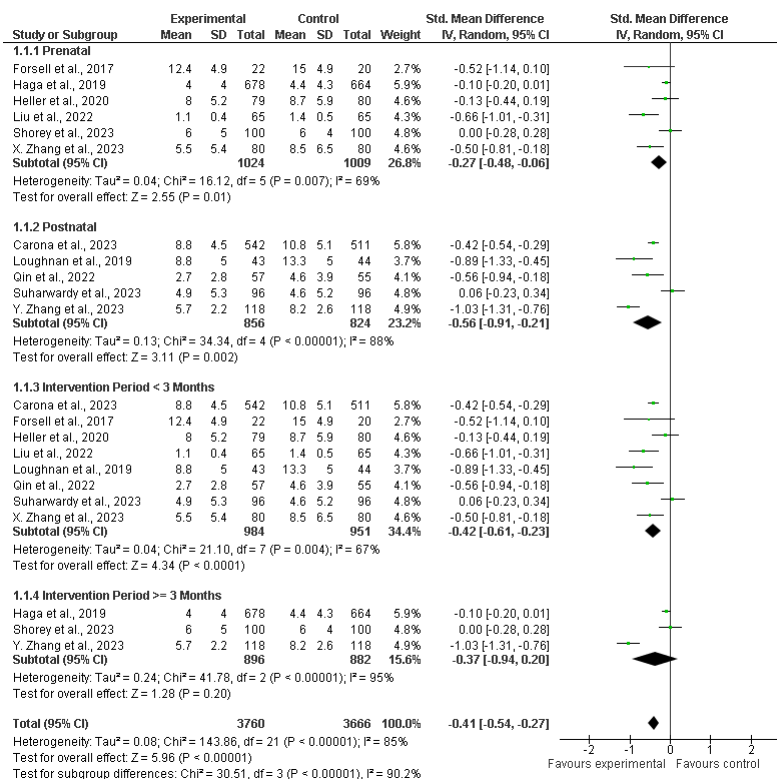 Experimental Control Std. Mean Difference Std. Mean Difference
Study or Subgroup Mean SD Total Mean SD Total Weight IV, Random, 95% CI IV, Random, 95% CI
1.1.1 Prenatal
Forsell et al., 2017 12.4 4.9 22 15 4.9 20 2.7% -0.52 [-1.14, 0.10]
Haga et al., 2019 4 4 678 4.4 4.3 664 5.9% -0.10 [-0.20, 0.01]
Heller et al., 2020 8 5.2 79 8.7 5.9 80 4.6% -0.13 [-0.44, 0.19]
Liu et al., 2022 1.1 0.4 65 1.4 0.5 65 4.3% -0.66 [-1.01, -0.31]
Shorey et al., 2023 6 5 100 6 4 100 4.8% 0.00 [-0.28, 0.28]
X. Zhang et al., 2023 5.5 5.4 80 8.5 6.5 80 4.6% -0.50 [-0.81, -0.18]
Subtotal (95% CI) 1024 1009 26.8% -0.27 [-0.48, -0.06]
Heterogeneity: Tau² = 0.04; Chi² = 16.12, df = 5 (P = 0.007); I² = 69%
Test for overall effect: Z = 2.55 (P = 0.01)
1.1.2 Postnatal
Carona et al., 2023 8.8 4.5 542 10.8 5.1 511 5.8% -0.42 [-0.54, -0.29]
Loughnan et al., 2019 8.8 5 43 13.3 5 44 3.7% -0.89 [-1.33, -0.45]
Qin et al., 2022 2.7 2.8 57 4.6 3.9 55 4.1% -0.56 [-0.94, -0.18]
Suharwardy et al., 2023 4.9 5.3 96 4.6 5.2 96 4.8% 0.06 [-0.23, 0.34]
Y. Zhang et al., 2023 5.7 2.2 118 8.2 2.6 118 4.8% -1.03 [-1.31, -0.76]
Subtotal (95% CI) 856 824 23.2% -0.56 [-0.91, -0.21]
Heterogeneity: Tau² = 0.13; Chi² = 34.34, df = 4 (P < 0.00001); I² = 88%
Test for overall effect: Z = 3.11 (P = 0.002)
1.1.3 Intervention Period < 3 Months
Carona et al., 2023 8.8 4.5 542 10.8 5.1 511 5.8% -0.42 [-0.54, -0.29]
Forsell et al., 2017 12.4 4.9 22 15 4.9 20 2.7% -0.52 [-1.14, 0.10]
Heller et al., 2020 8 5.2 79 8.7 5.9 80 4.6% -0.13 [-0.44, 0.19]
Liu et al., 2022 1.1 0.4 65 1.4 0.5 65 4.3% -0.66 [-1.01, -0.31]
Loughnan et al., 2019 8.8 5 43 13.3 5 44 3.7% -0.89 [-1.33, -0.45]
Qin et al., 2022 2.7 2.8 57 4.6 3.9 55 4.1% -0.56 [-0.94, -0.18]
Suharwardy et al., 2023 4.9 5.3 96 4.6 5.2 96 4.8% 0.06 [-0.23, 0.34]
X. Zhang et al., 2023 5.5 5.4 80 8.5 6.5 80 4.6% -0.50 [-0.81, -0.18]
Subtotal (95% CI) 984 951 34.4% -0.42 [-0.61, -0.23]
Heterogeneity: Tau² = 0.04; Chi² = 21.10, df = 7 (P = 0.004); I² = 67%
Test for overall effect: Z = 4.34 (P < 0.0001)
1.1.4 Intervention Period >= 3 Months
Haga et al., 2019 4 4 678 4.4 4.3 664 5.9% -0.10 [-0.20, 0.01]
Shorey et al., 2023 6 5 100 6 4 100 4.8% 0.00 [-0.28, 0.28]
Y. Zhang et al., 2023 5.7 2.2 118 8.2 2.6 118 4.8% -1.03 [-1.31, -0.76]
Subtotal (95% CI) 896 882 15.6% -0.37 [-0.94, 0.20]
Heterogeneity: Tau² = 0.24; Chi² = 41.78, df = 2 (P < 0.00001); I² = 95%
Test for overall effect: Z = 1.28 (P = 0.20)
Total (95% CI) 3760 3666 100.0% -0.41 [-0.54, -0.27]
Heterogeneity: Tau² = 0.08; Chi² = 143.86, df = 21 (P < 0.00001); I² = 85%
Test for overall effect: Z = 5.96 (P < 0.00001)
Test for subgroup differences: Chi² = 30.51, df = 3 (P < 0.00001), I² = 90.2%
-2 -1 0 1 2
Favours experimental Favours control